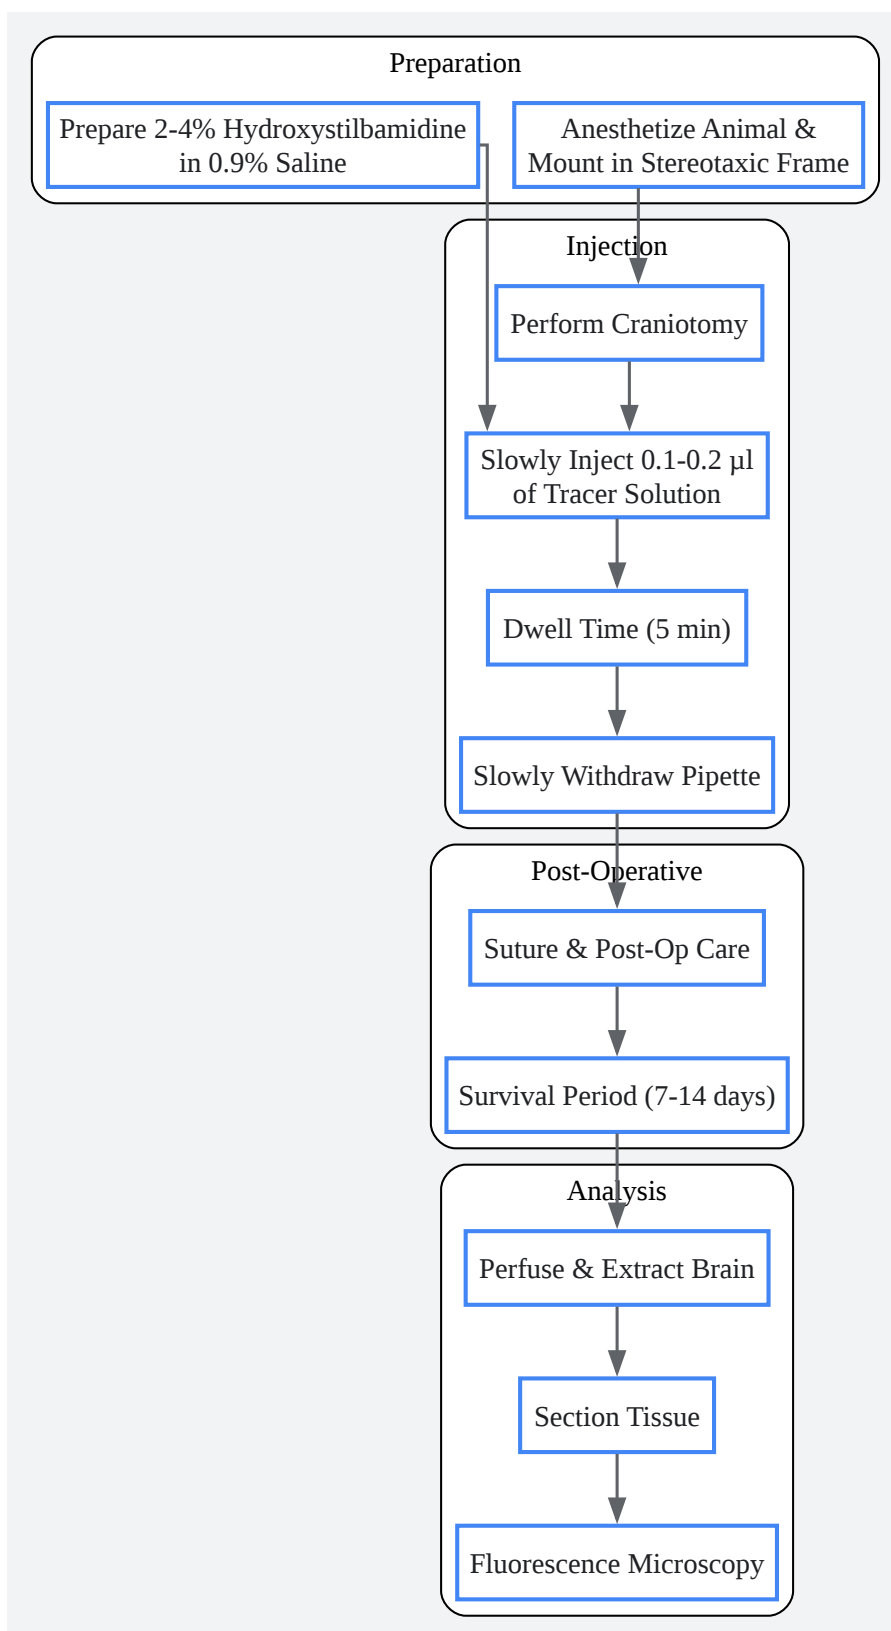 Preparation
Prepare 2-4% Hydroxystilbamidine
in 0.9% Saline
Anesthetize Animal &
Mount in Stereotaxic Frame
Injection
Perform Craniotomy
Slowly Inject 0.1-0.2 µl
of Tracer Solution
Dwell Time (5 min)
Slowly Withdraw Pipette
Post-Operative
Suture & Post-Op Care
Survival Period (7-14 days)
Analysis
Perfuse & Extract Brain
Section Tissue
Fluorescence Microscopy